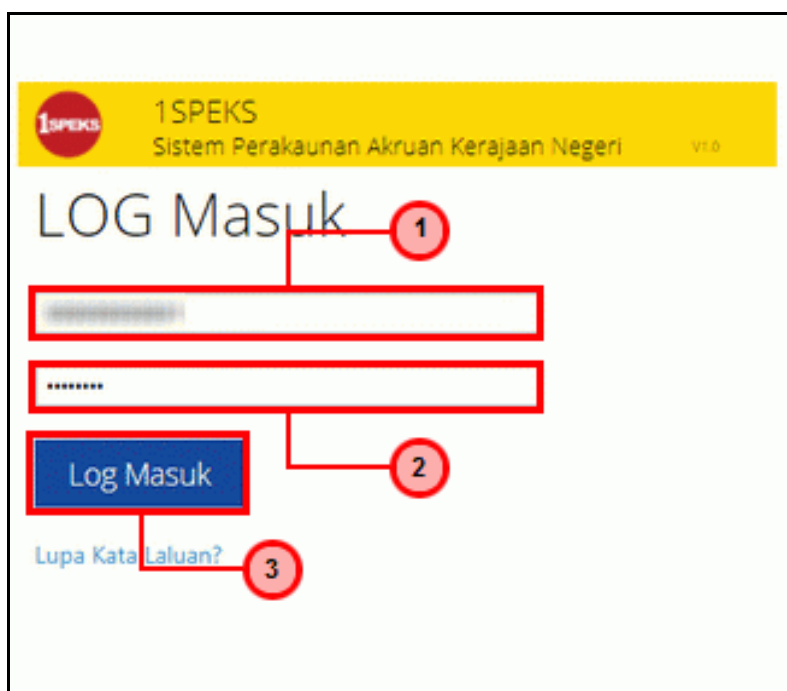 1SPEKS
1SPEKS
Sistem Perakaunan Akruan Kerajaan Negeri V1.0
LOG Masuk
1
••••••••
2
Log Masuk
Lupa Kata Laluan?
3